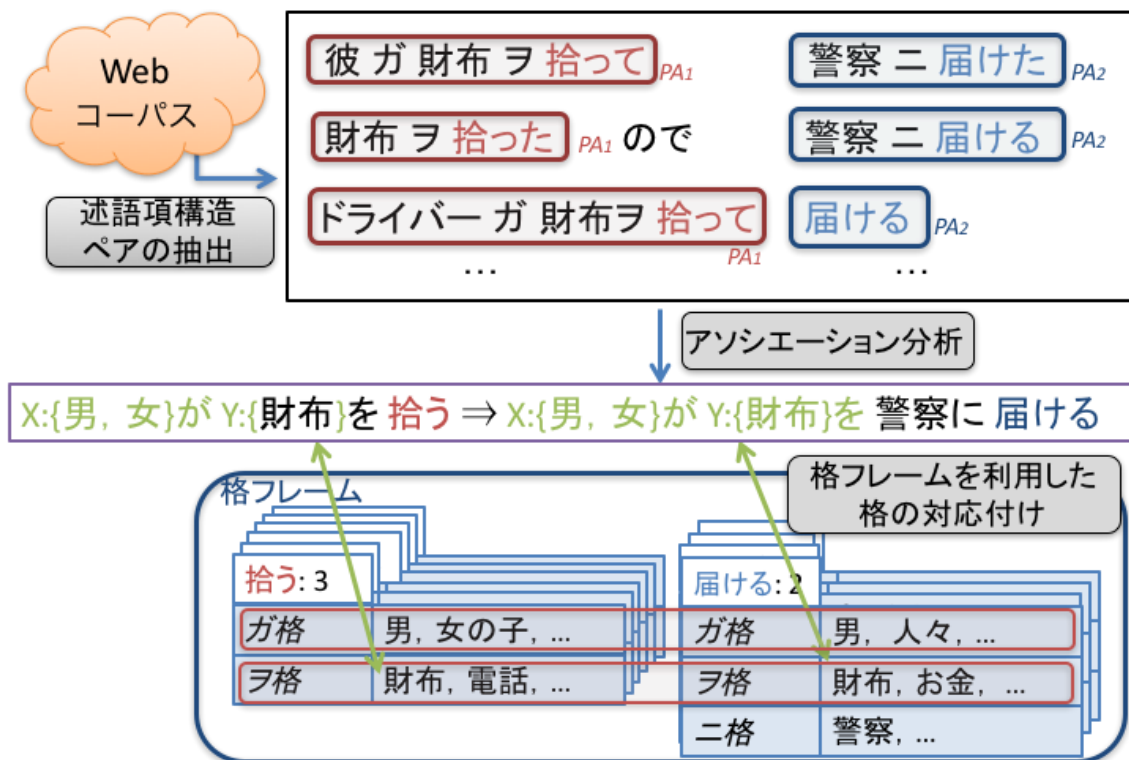 Web
コーパス
述語項構造
ペアの抽出
彼 ガ 財布 ヲ 拾って PA1 警察 ニ 届けた PA2
財布 ヲ 拾った PA1 ので 警察 ニ 届ける PA2
ドライバー ガ 財布ヲ 拾って PA1 届ける PA2
… …
アソシエーション分析
X:{男, 女}が Y:{財布}を 拾う ⇒ X:{男, 女}が Y:{財布}を 警察に 届ける
格フレームを利用した
格の対応付け
格フレーム
拾う: 3
ガ格 男, 女の子, ...
ヲ格 財布, 電話, ...
届ける: 2
ガ格 男, 人々, ...
ヲ格 財布, お金, ...
ニ格 警察, ...